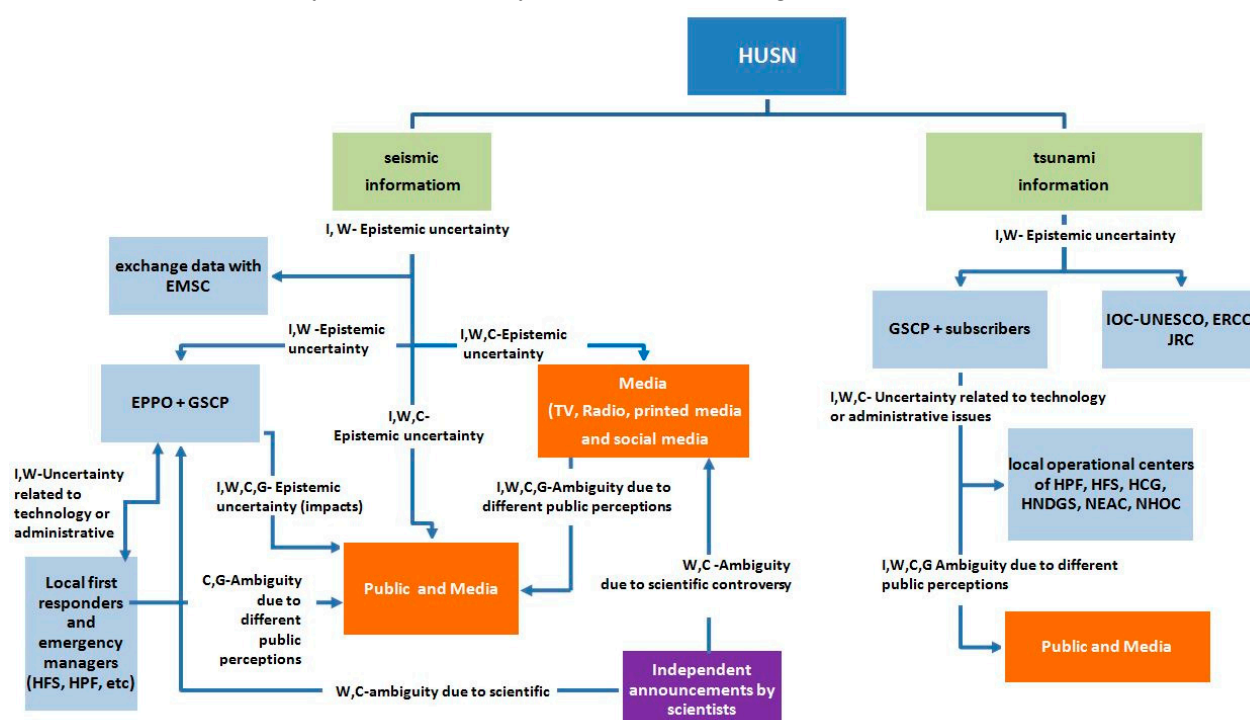 HUSN
seismic
informatiom
tsunami
information
I, W- Epistemic uncertainty
I,W- Epistemic uncertainty
exchange data with
EMSC
GSCP + subscribers
IOC-UNESCO, ERCC
JRC
I,W -Epistemic
uncertainty
I,W,C-Epistemic
uncertainty
EPPO + GSCP
Media
(TV, Radio, printed media
and social media
I,W,C-
Epistemic uncertainty
I,W,C- Uncertainty related to technology
or administrative issues
I,W-Uncertainty
related to
technology or
administrative
I,W,C,G- Epistemic
uncertainty (impacts)
I,W,C,G-Ambiguity due to
different public perceptions
local operational centers
of HPF, HFS, HCG,
HNDGS, NEAC, NHOC
Local first
responders
and
emergency
managers
(HFS, HPF, etc)
C,G-Ambiguity
due to
different
public
perceptions
Public and Media
W,C -Ambiguity
due to scientific controversy
I,W,C,G Ambiguity due to different
public perceptions
Public and Media
W,C-ambiguity due to scientific
Independent
announcements by
scientists